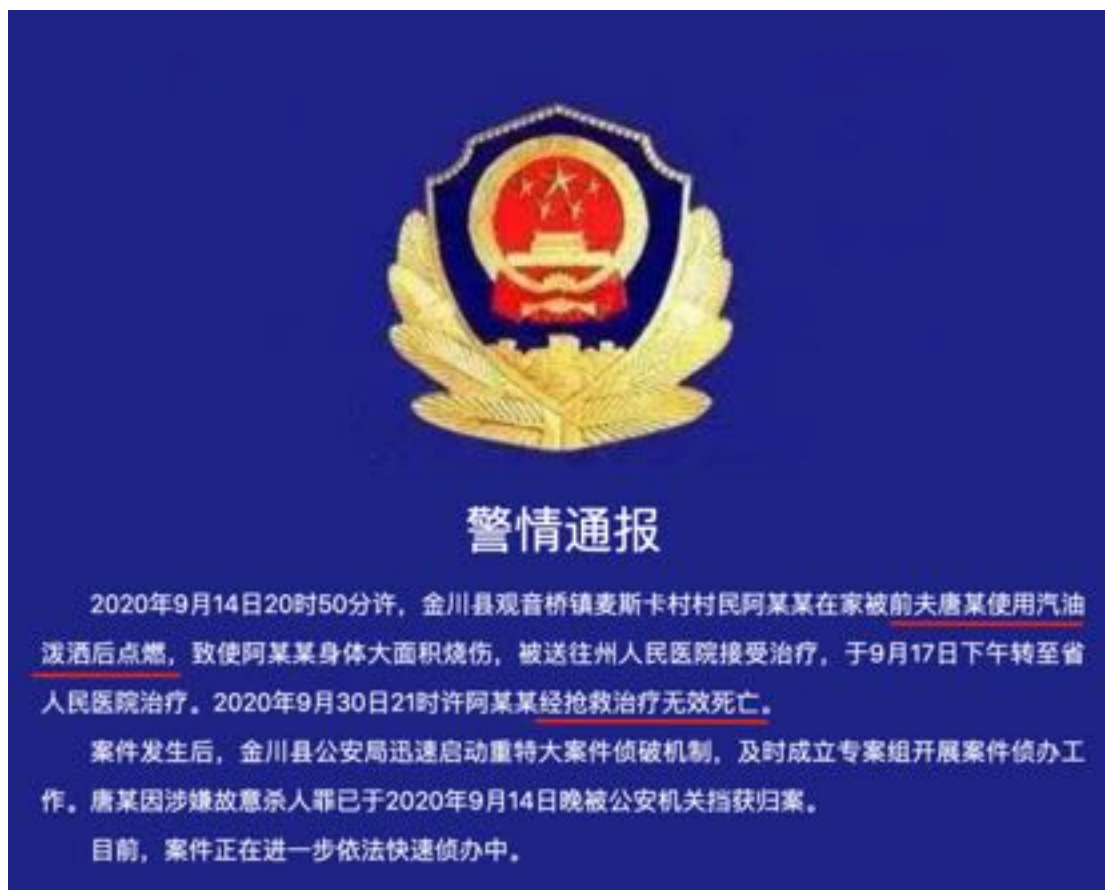 警情通报
2020年9月14日20时50分许，金川县观音桥镇麦斯卡村村民阿某某在家被前夫唐某使用汽油
泼洒后点燃，致使阿某某身体大面积烧伤，被送往州人民医院接受治疗，于9月17日下午转至省
人民医院治疗。2020年9月30日21时许阿某某经抢救治疗无效死亡。
案件发生后，金川县公安局迅速启动重特大案件侦破机制，及时成立专案组开展案件侦办工
作。唐某因涉嫌故意杀人罪已于2020年9月14日晚被公安机关挡获归案。
目前，案件正在进一步依法快速侦办中。